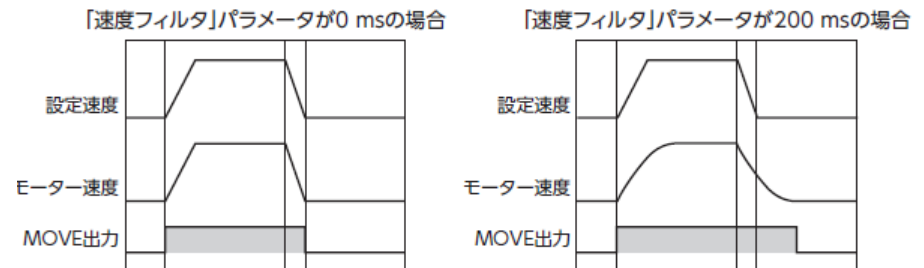 「速度フィルタ」パラメータが0 msの場合
設定速度
モーター速度
MOVE出力
「速度フィルタ」パラメータが200 msの場合
設定速度
モーター速度
MOVE出力